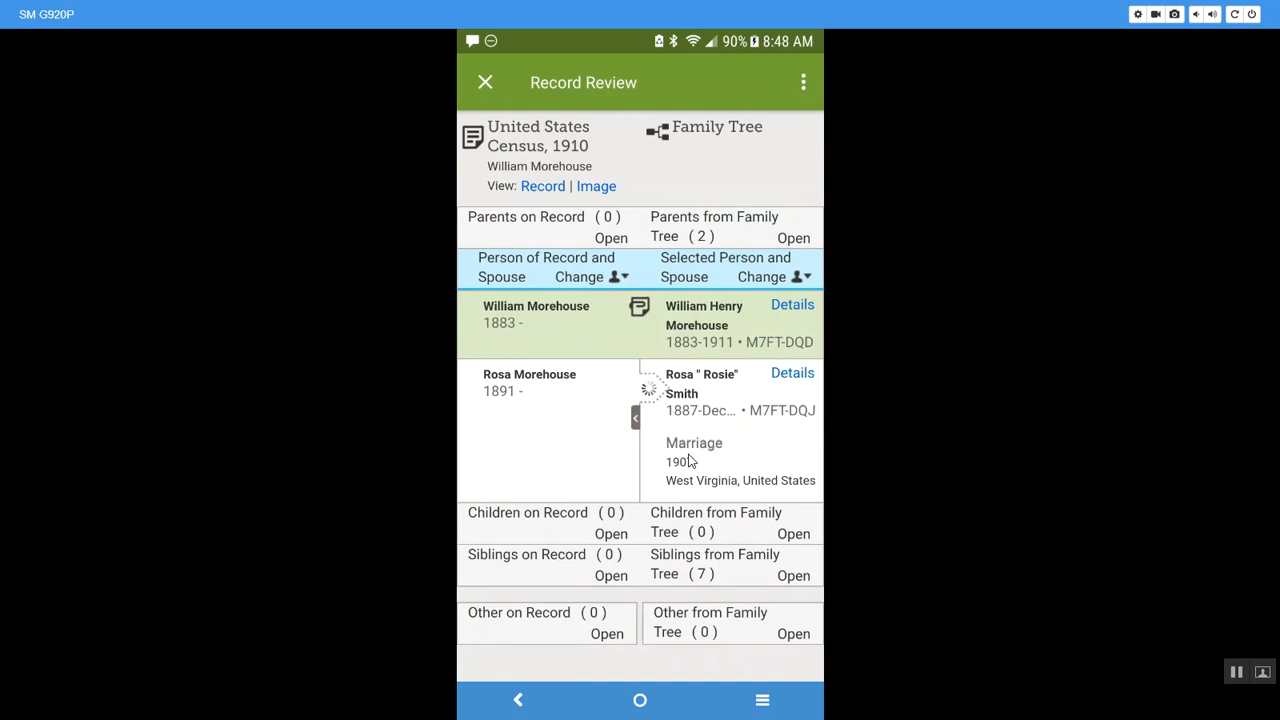 SM G920P
90% 8:48 AM
Record Review
United States
Census, 1910
William Morehouse
View: Record | Image
Family Tree
Parents on Record ( 0 )
Open
Parents from Family
Tree ( 2 )
Open
Person of Record and
Spouse Change
Selected Person and
Spouse Change
William Morehouse
1883 -
William Henry
Morehouse
Details
1883-1911 • M7FT-DQD
Rosa Morehouse
1891 -
Rosa " Rosie"
Smith
Details
1887-Dec... • M7FT-DQJ
Marriage
West Virginia, United States
Children on Record ( 0 )
Open
Children from Family
Tree ( 0 )
Open
Siblings on Record ( 0 )
Open
Siblings from Family
Tree ( 7 )
Open
Other on Record ( 0 )
Open
Other from Family
Tree ( 0 )
Open